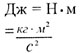 Дж = Н · м
= кг · м² / с²